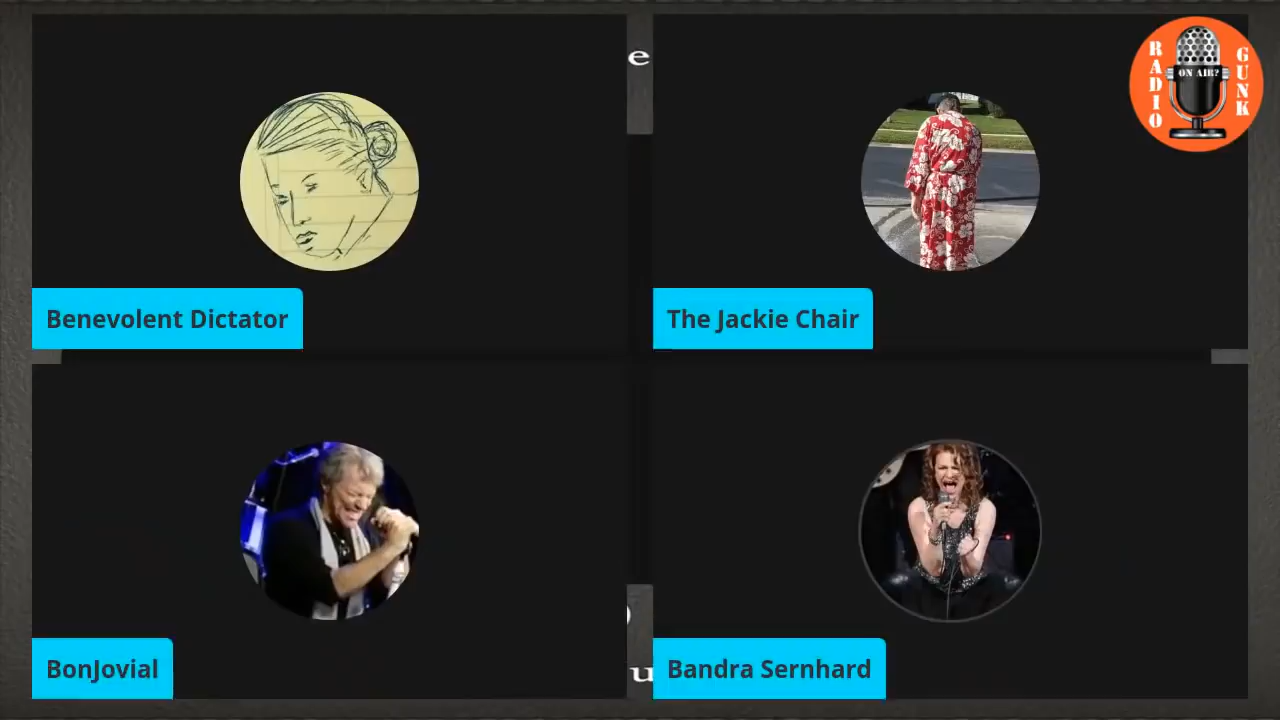 e
RADIO
ON AIR?
GUNK
Benevolent Dictator
The Jackie Chair
BonJovial
u
Bandra Sernhard